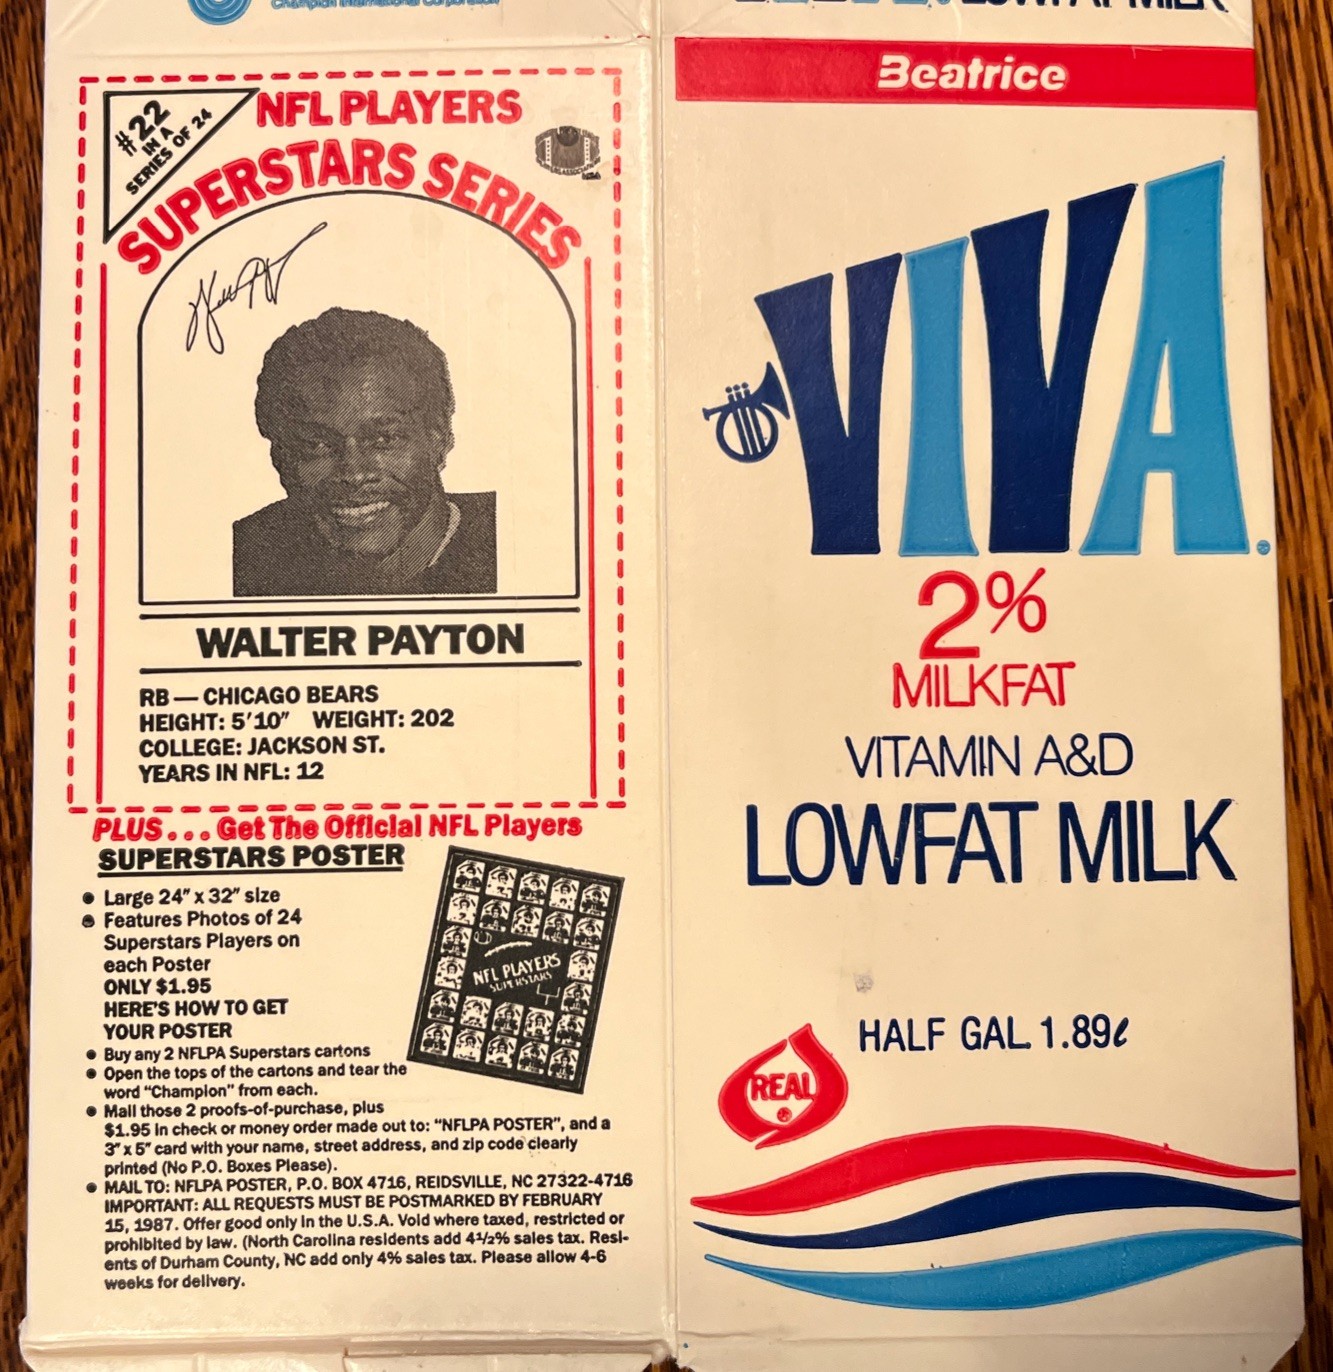 Champion International Corporation
LOWFAT MILK
#22
IN A
SERIES OF 24
NFL PLAYERS
SUPERSTARS SERIES
WALTER PAYTON
RB — CHICAGO BEARS
HEIGHT: 5'10" WEIGHT: 202
COLLEGE: JACKSON ST.
YEARS IN NFL: 12
PLUS... Get The Official NFL Players
SUPERSTARS POSTER
● Large 24" x 32" size
● Features Photos of 24
Superstars Players on
each Poster
ONLY $1.95
HERE'S HOW TO GET
YOUR POSTER
NFL PLAYERS
SUPERSTARS
● Buy any 2 NFLPA Superstars cartons
● Open the tops of the cartons and tear the
word "Champion" from each.
● Mail those 2 proofs-of-purchase, plus
$1.95 in check or money order made out to: "NFLPA POSTER", and a
3" x 5" card with your name, street address, and zip code clearly
printed (No P.O. Boxes Please).
● MAIL TO: NFLPA POSTER, P.O. BOX 4716, REIDSVILLE, NC 27322-4716
IMPORTANT: ALL REQUESTS MUST BE POSTMARKED BY FEBRUARY
15, 1987. Offer good only in the U.S.A. Void where taxed, restricted or
prohibited by law. (North Carolina residents add 4½% sales tax. Resi-
ents of Durham County, NC add only 4% sales tax. Please allow 4-6
weeks for delivery.
Beatrice
VIVA®
2%
MILKFAT
VITAMIN A&D
LOWFAT MILK
HALF GAL. 1.89ℓ
REAL
®